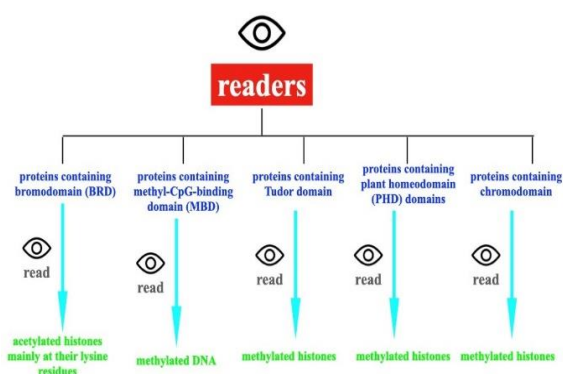 readers
proteins containing
bromodomain (BRD)
proteins containing
methyl-CpG-binding
domain (MBD)
proteins containing
Tudor domain
proteins containing
plant homeodomain
(PHD) domains
proteins containing
chromodomain
read
read
read
read
read
acetylated histones
mainly at their lysine
residues
methylated DNA
methylated histones
methylated histones
methylated histones